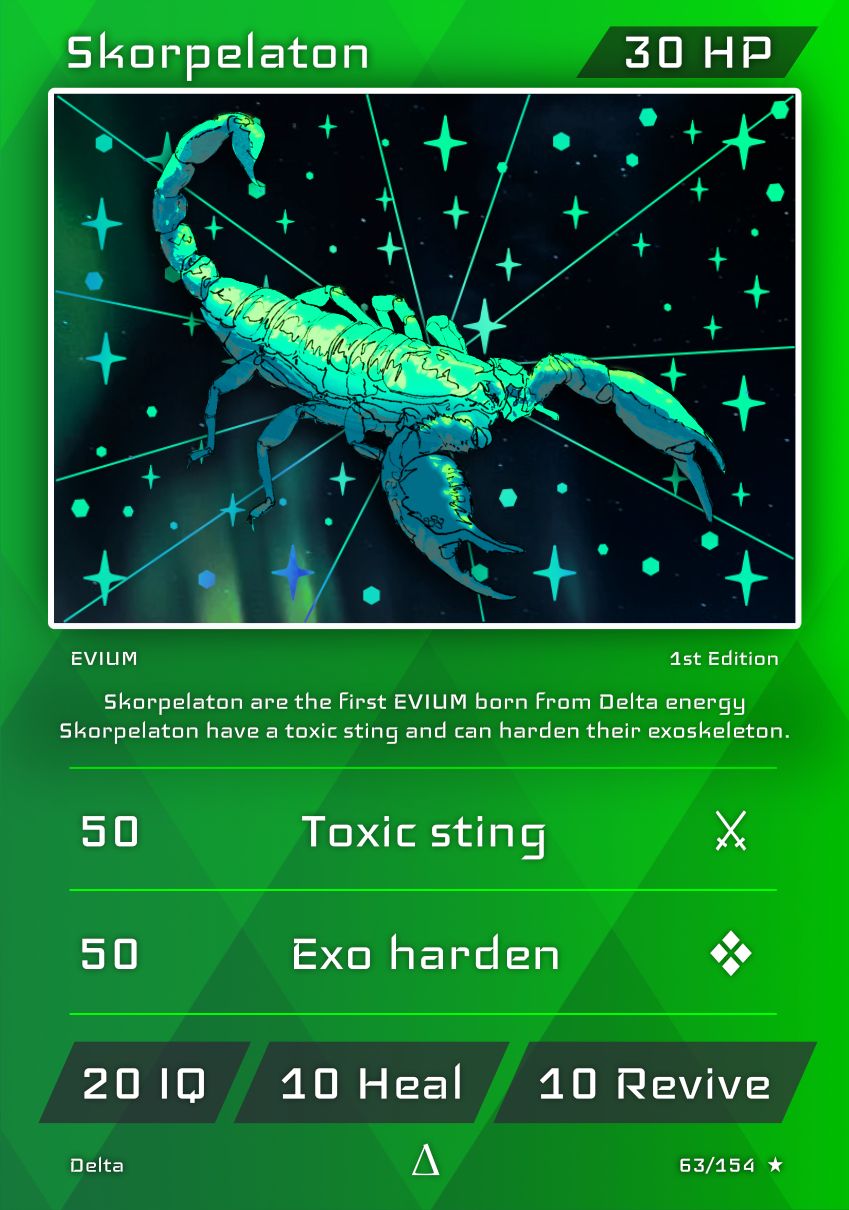 Skorpelaton
30 HP
EVIUM
1st Edition
Skorpelaton are the first EVIUM born from Delta energy
Skorpelaton have a toxic sting and can harden their exoskeleton.
50 Toxic sting
50 Exo harden
20 IQ
10 Heal
10 Revive
Delta
Δ
63/154 ★